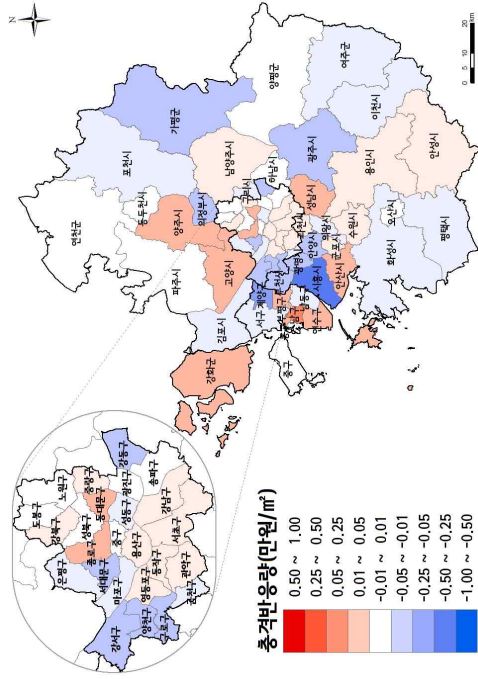 N
20
km
0 5 10
연천군
포천시
가평군
동두천시
파주시
양주시
의정부시
남양주시
양평군
고양시
구리시
하남시
김포시
강화군
광주시
여주군
이천시
성남시
서구
계양구
부천시
부평구
광명시
과천시
안양시
의왕시
군포시
시흥시
안산시
수원시
용인시
안성시
오산시
화성시
평택시
중구
남구
남동구
연수구
도봉구
노원구
강북구
은평구
성북구
중랑구
종로구
동대문구
서대문구
중구
성동구
광진구
강동구
마포구
용산구
강서구
양천구
영등포구
동작구
구로구
금천구
관악구
서초구
강남구
송파구
충격반응량(만원/㎡)
0.50 ~ 1.00
0.25 ~ 0.50
0.05 ~ 0.25
0.01 ~ 0.05
-0.01 ~ 0.01
-0.05 ~ -0.01
-0.25 ~ -0.05
-0.50 ~ -0.25
-1.00 ~ -0.50